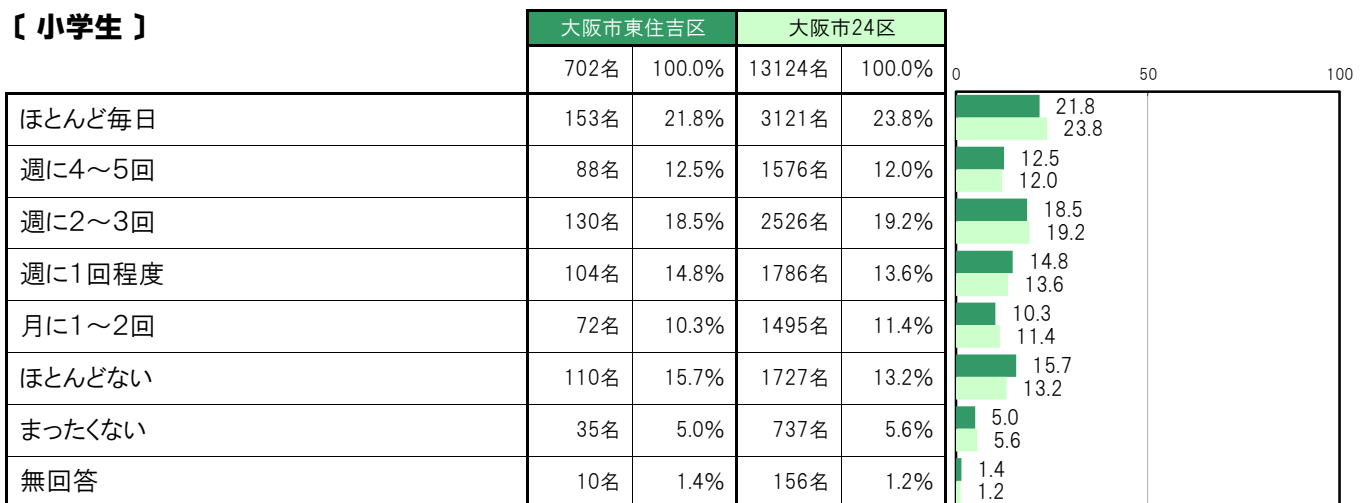 〔 小学生 〕
大阪市東住吉区 大阪市24区
702名 100.0% 13124名 100.0%
0 50 100
ほとんど毎日 153名 21.8% 3121名 23.8%
21.8
23.8
週に4～5回 88名 12.5% 1576名 12.0%
12.5
12.0
週に2～3回 130名 18.5% 2526名 19.2%
18.5
19.2
週に1回程度 104名 14.8% 1786名 13.6%
14.8
13.6
月に1～2回 72名 10.3% 1495名 11.4%
10.3
11.4
ほとんどない 110名 15.7% 1727名 13.2%
15.7
13.2
まったくない 35名 5.0% 737名 5.6%
5.0
5.6
無回答 10名 1.4% 156名 1.2%
1.4
1.2